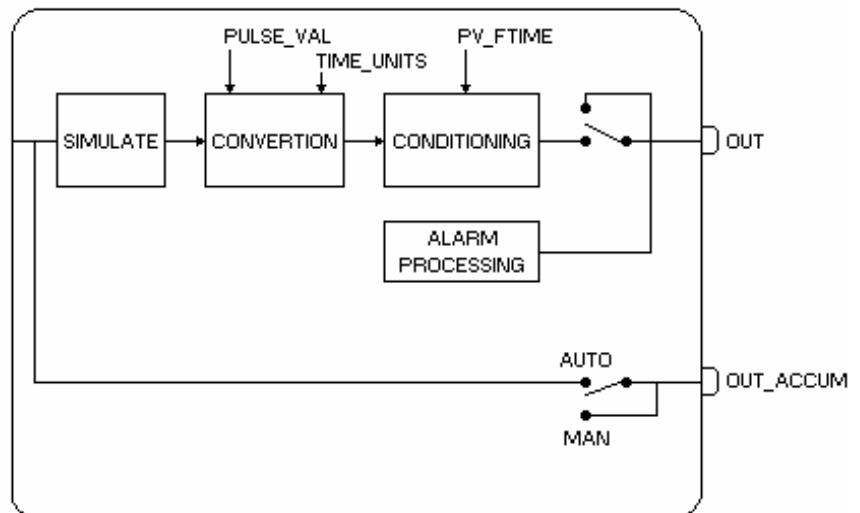 PULSE_VAL
PV_FTIME
TIME_UNITS
SIMULATE
CONVERTION
CONDITIONING
OUT
ALARM
PROCESSING
AUTO
OUT_ACCUM
MAN